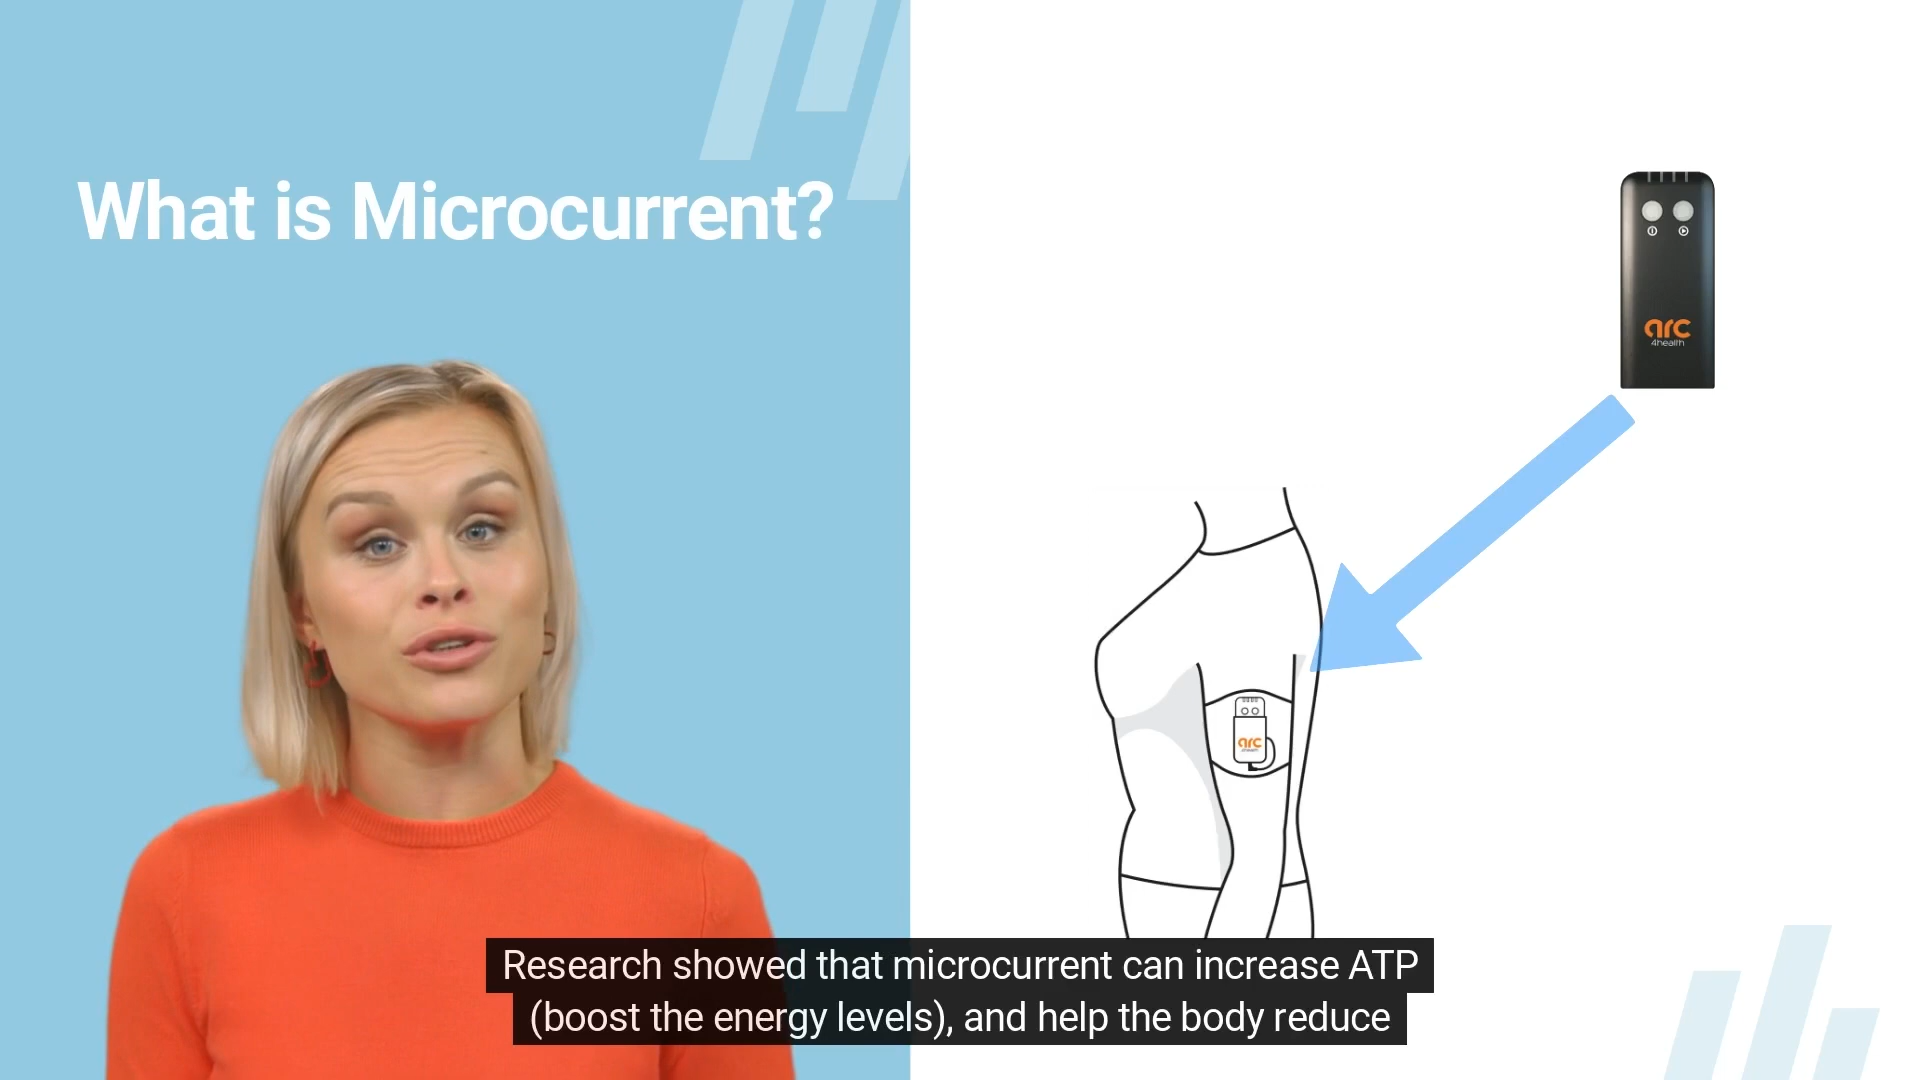 What is Microcurrent?
arc
4health
arc
Research showed that microcurrent can increase ATP
(boost the energy levels), and help the body reduce